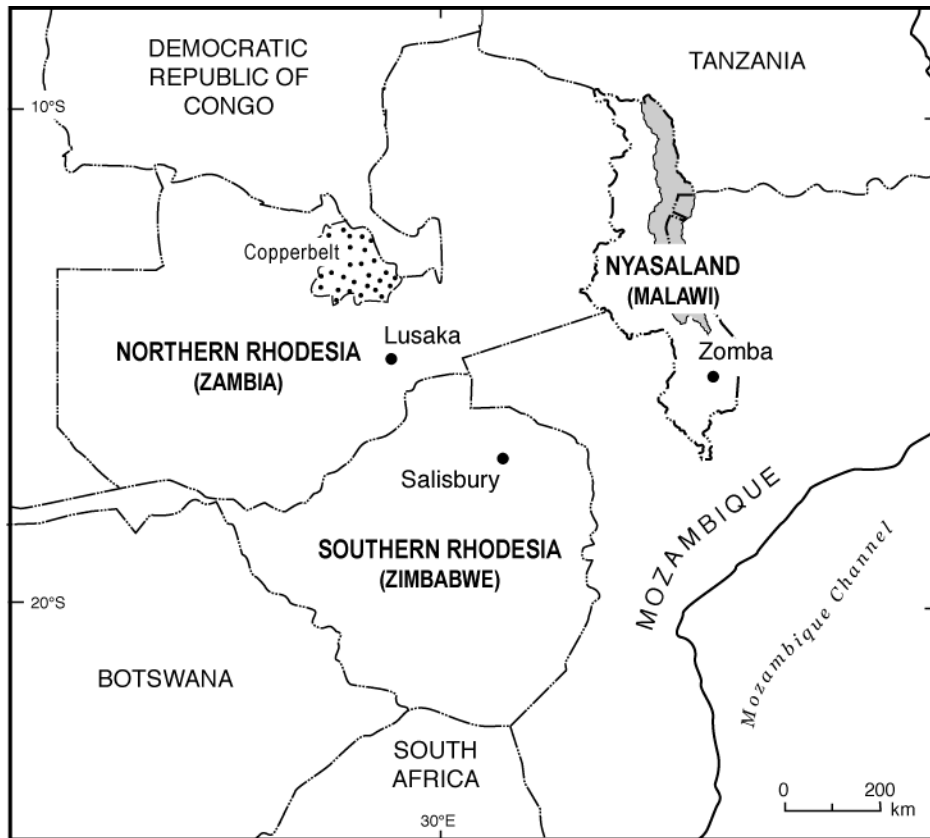 DEMOCRATIC
REPUBLIC OF
CONGO
TANZANIA
10°S
Copperbelt
NYASALAND
(MALAWI)
NORTHERN RHODESIA
(ZAMBIA)
Lusaka
Zomba
Salisbury
SOUTHERN RHODESIA
(ZIMBABWE)
MOZAMBIQUE
Mozambique Channel
20°S
BOTSWANA
SOUTH
AFRICA
30°E
0 200
km